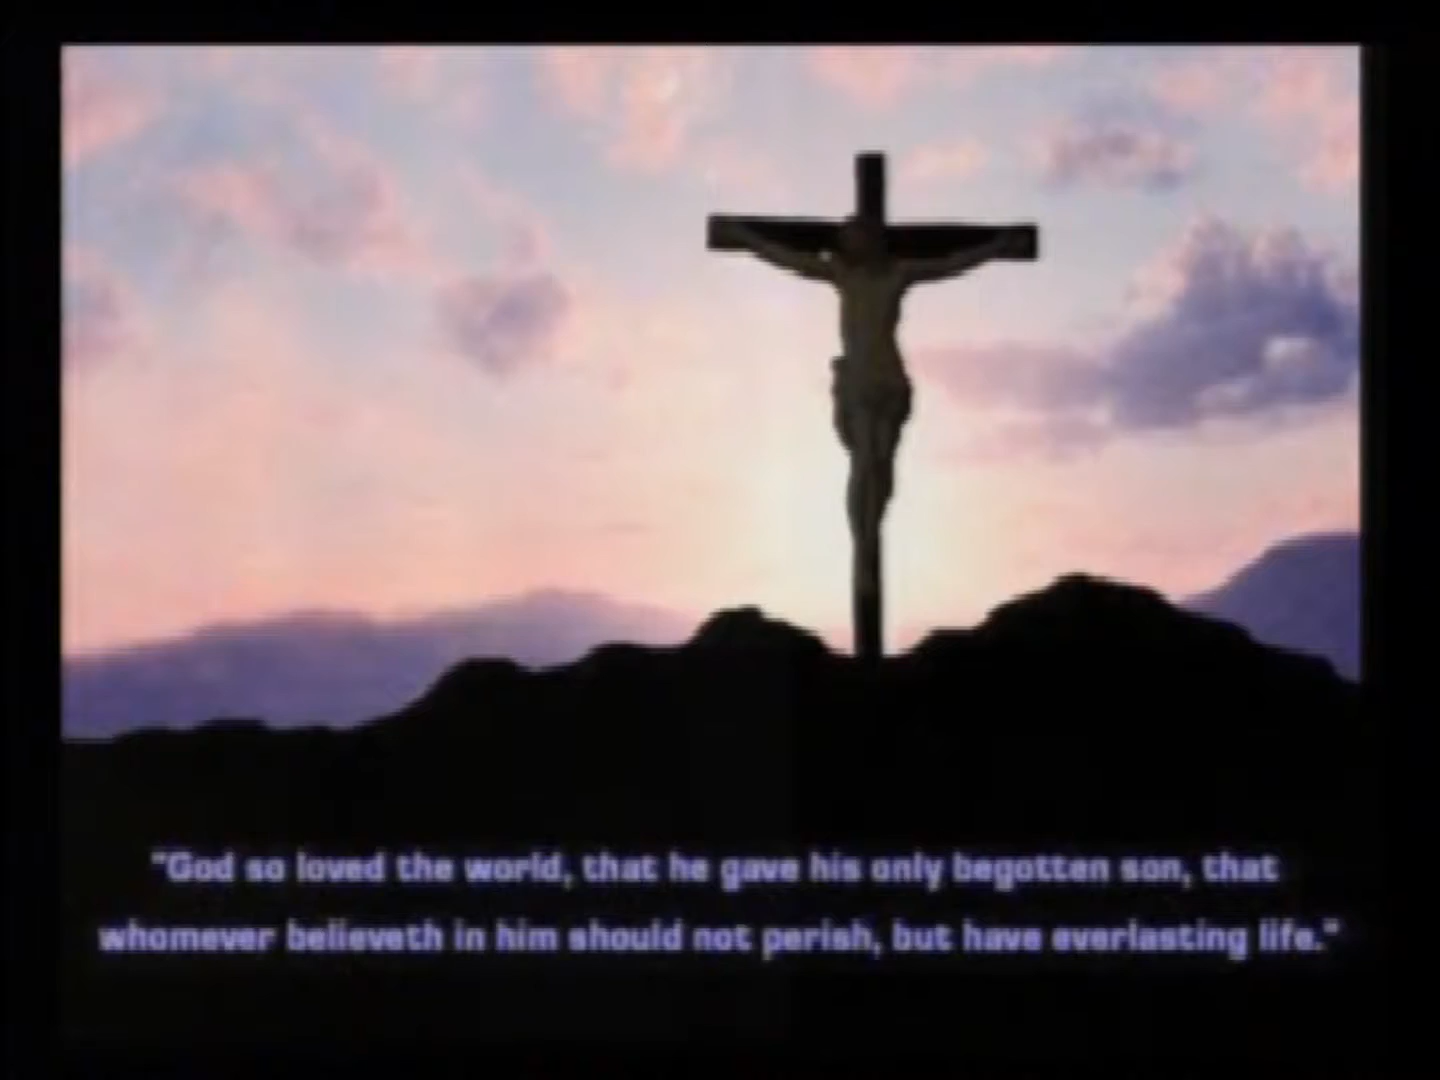 "God so loved the world, that he gave his only begotten son, that
whomever believeth in him should not perish, but have everlasting life."